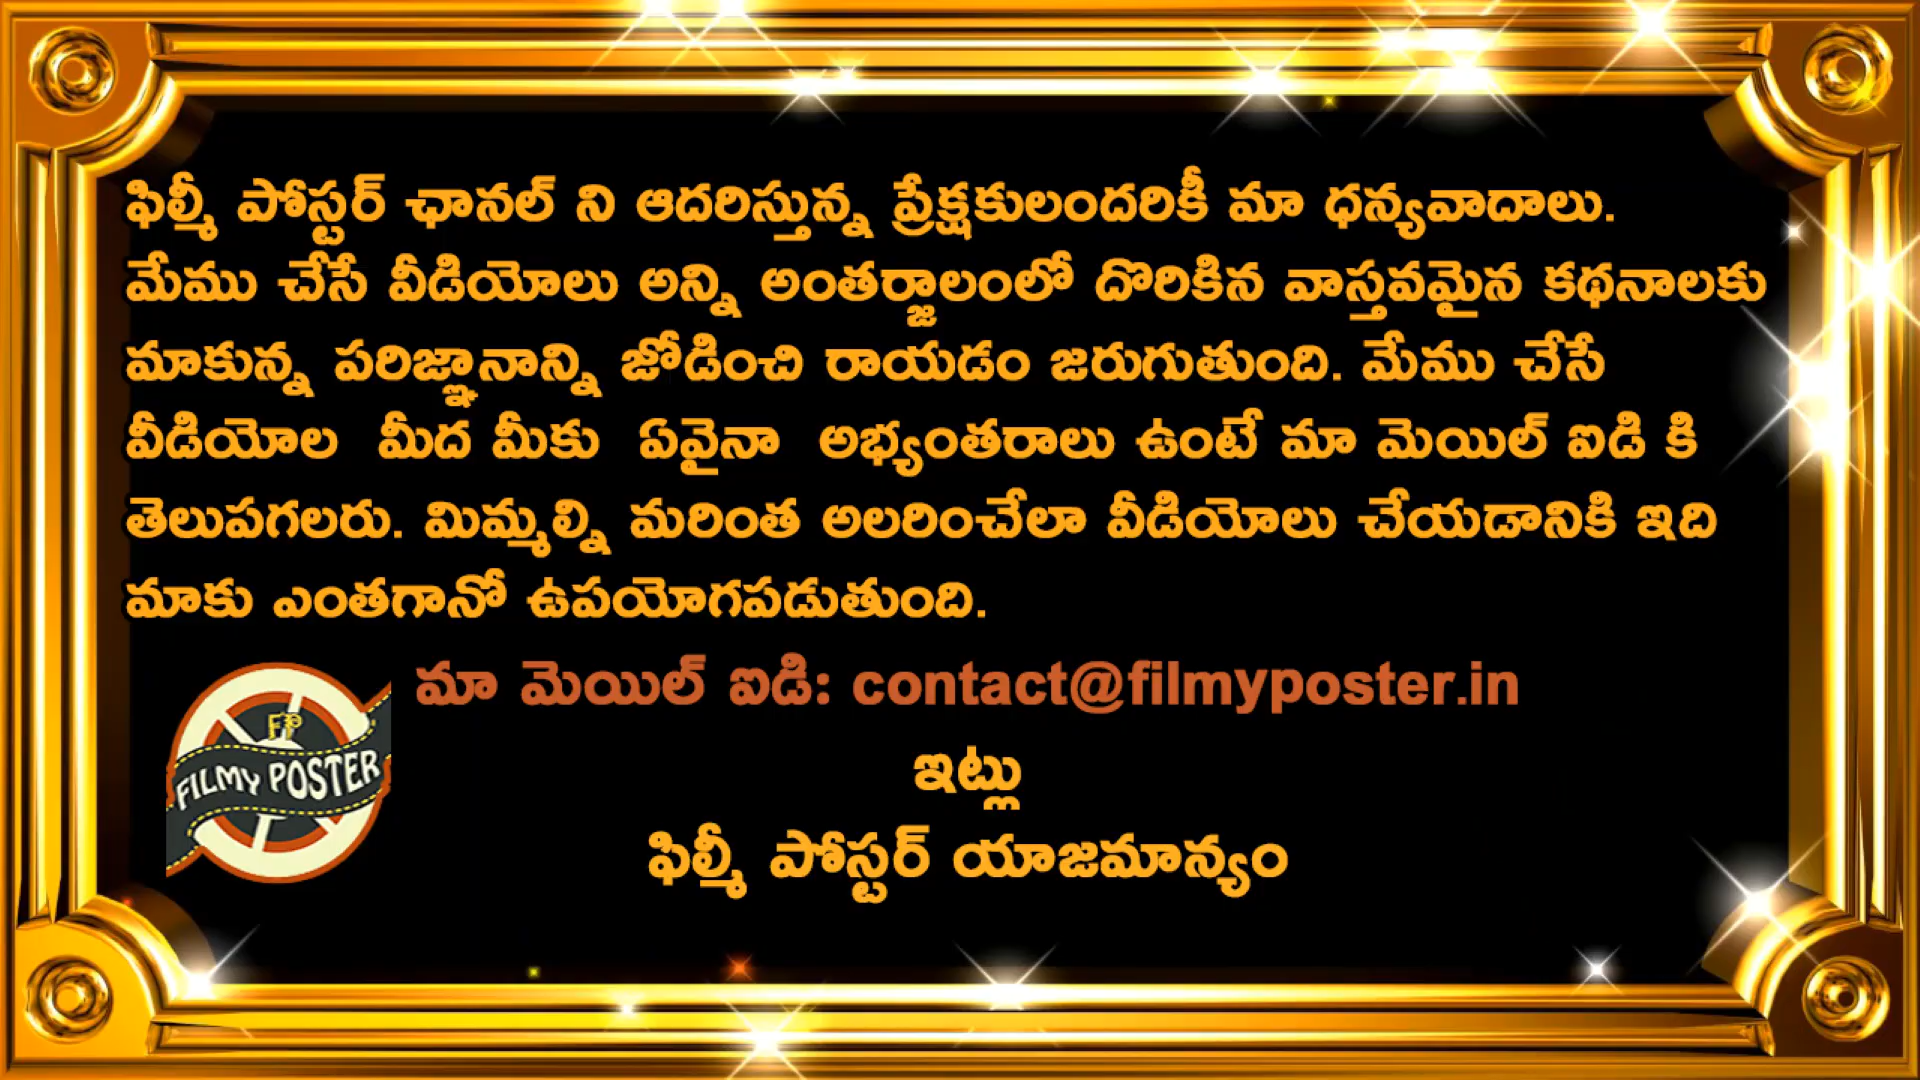 ఫిల్మీ పోస్టర్ ఛానల్ ని ఆదరిస్తున్న ప్రేక్షకులందరికీ మా ధన్యవాదాలు.
మేము చేసే వీడియోలు అన్ని అంతర్జాలంలో దొరికిన వాస్తవమైన కథనాలకు
మాకున్న పరిజ్ఞానాన్ని జోడించి రాయడం జరుగుతుంది. మేము చేసే
వీడియోల మీద మీకు ఏవైనా అభ్యంతరాలు ఉంటే మా మెయిల్ ఐడి కి
తెలుపగలరు. మిమ్మల్ని మరింత అలరించేలా వీడియోలు చేయడానికి ఇది
మాకు ఎంతగానో ఉపయోగపడుతుంది.
మా మెయిల్ ఐడి: contact@filmyposter.in
FP
FILMY POSTER
ఇట్లు
ఫిల్మీ పోస్టర్ యాజమాన్యం